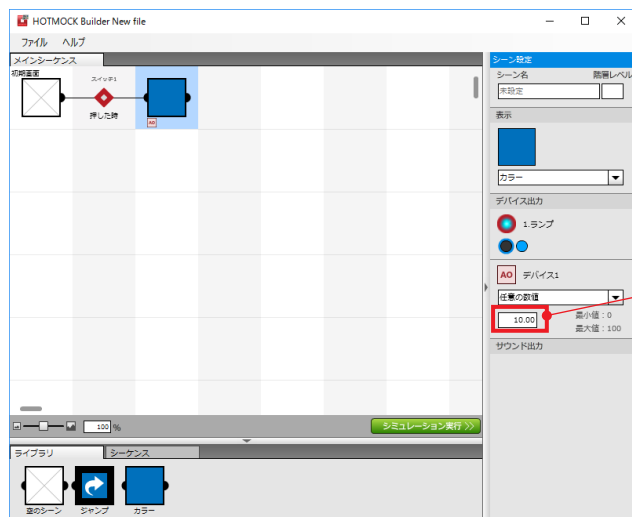 HOTMOCK Builder New file
ファイル ヘルプ
メインシーケンス
初期画面
スイッチ1
押した時
AO
シーン設定
シーン名 階層レベル
未設定
表示
カラー
デバイス出力
1.ランプ
AO デバイス1
任意の数値
10.00
最小値：0
最大値：100
サウンド出力
100 %
シミュレーション実行
ライブラリ シーケンス
空のシーン ジャンプ カラー